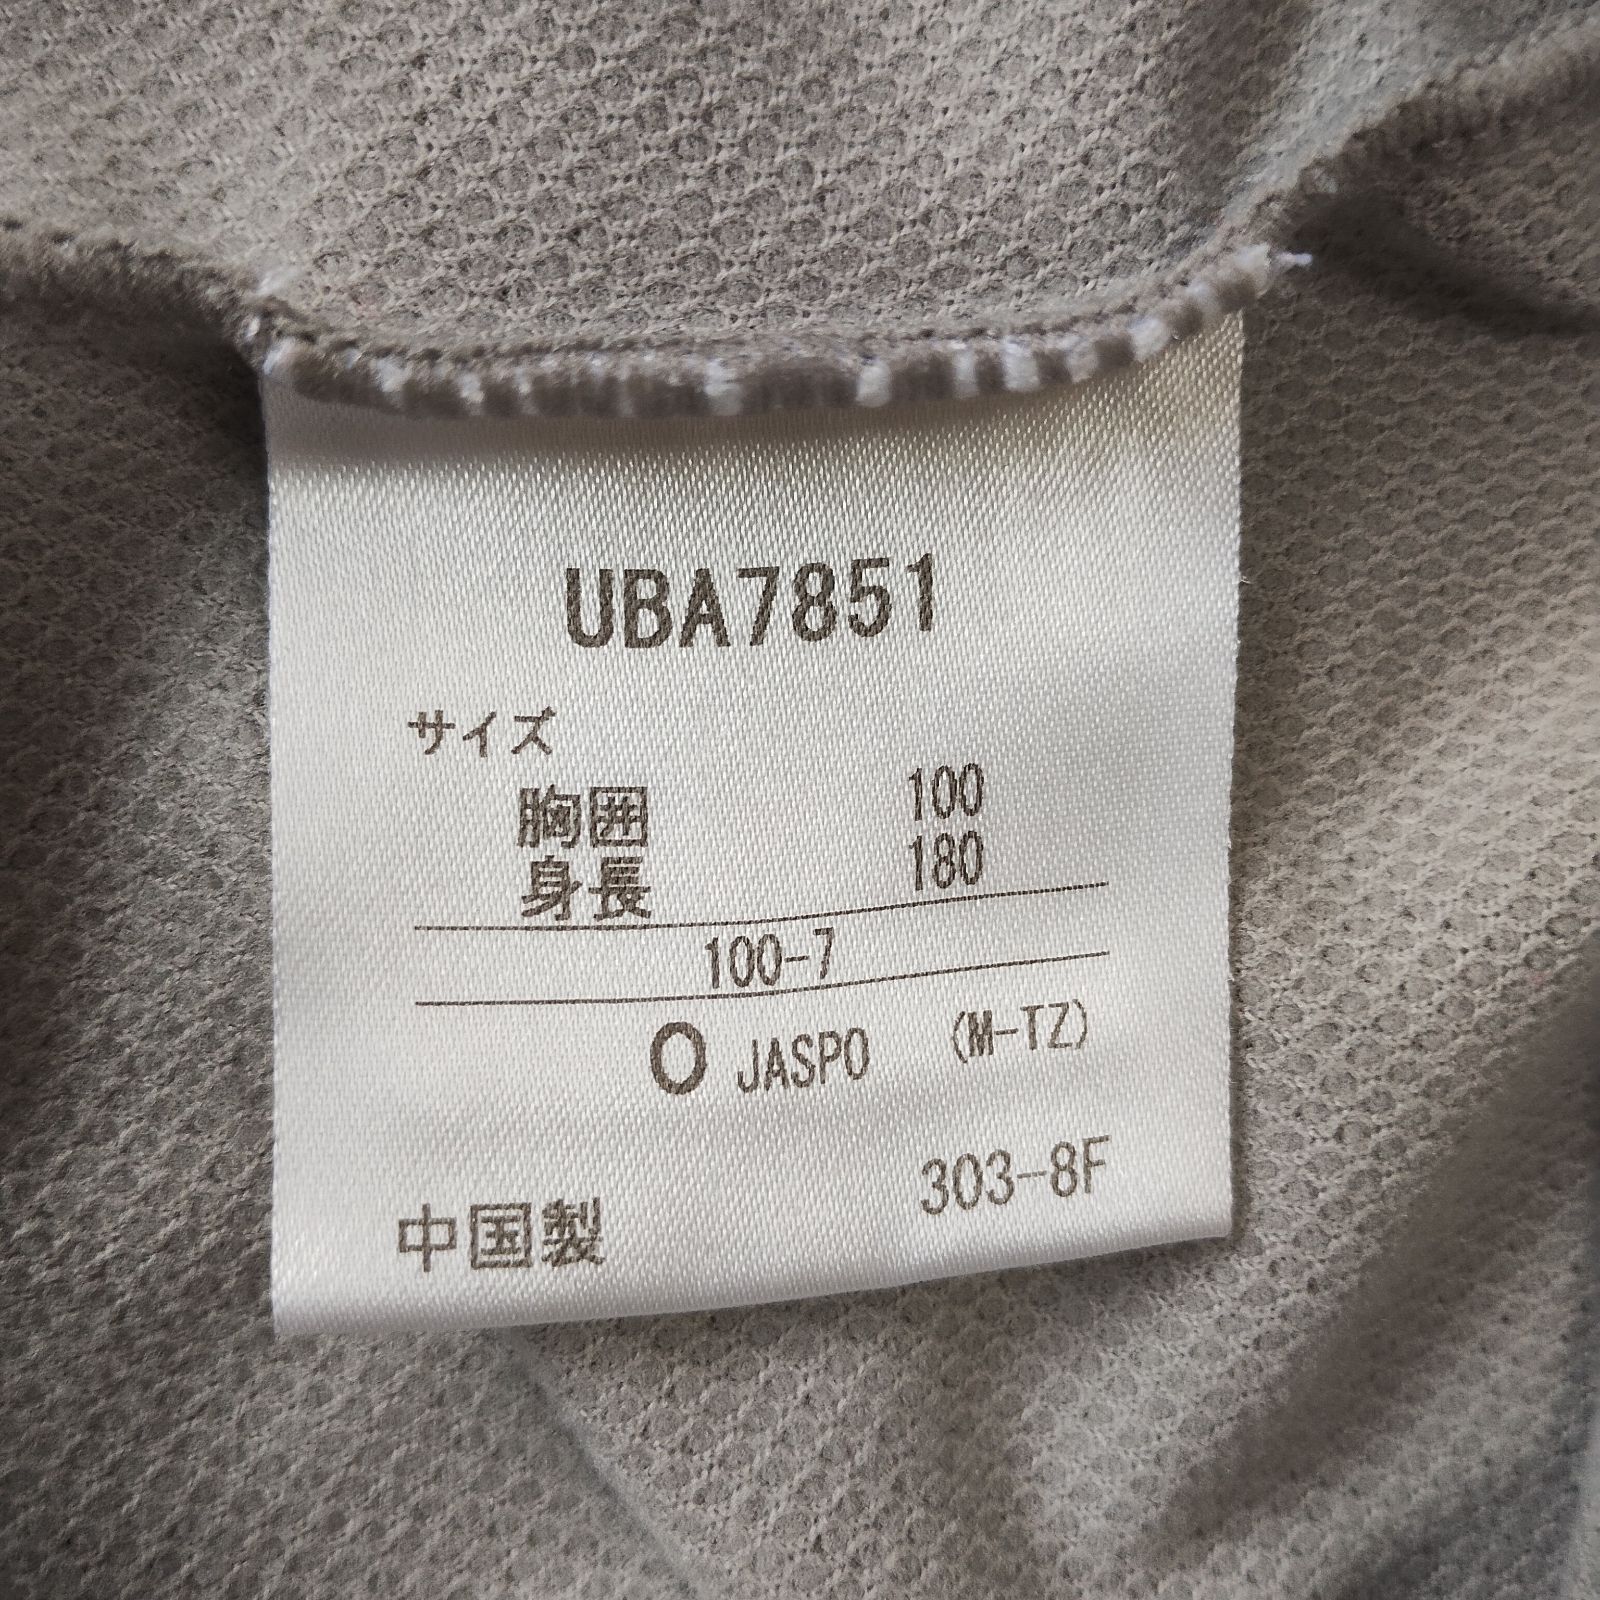 UBA7851
サイズ
胸囲 100
身長 180
100-7
O JASPO (M-TZ)
303-8F
中国製